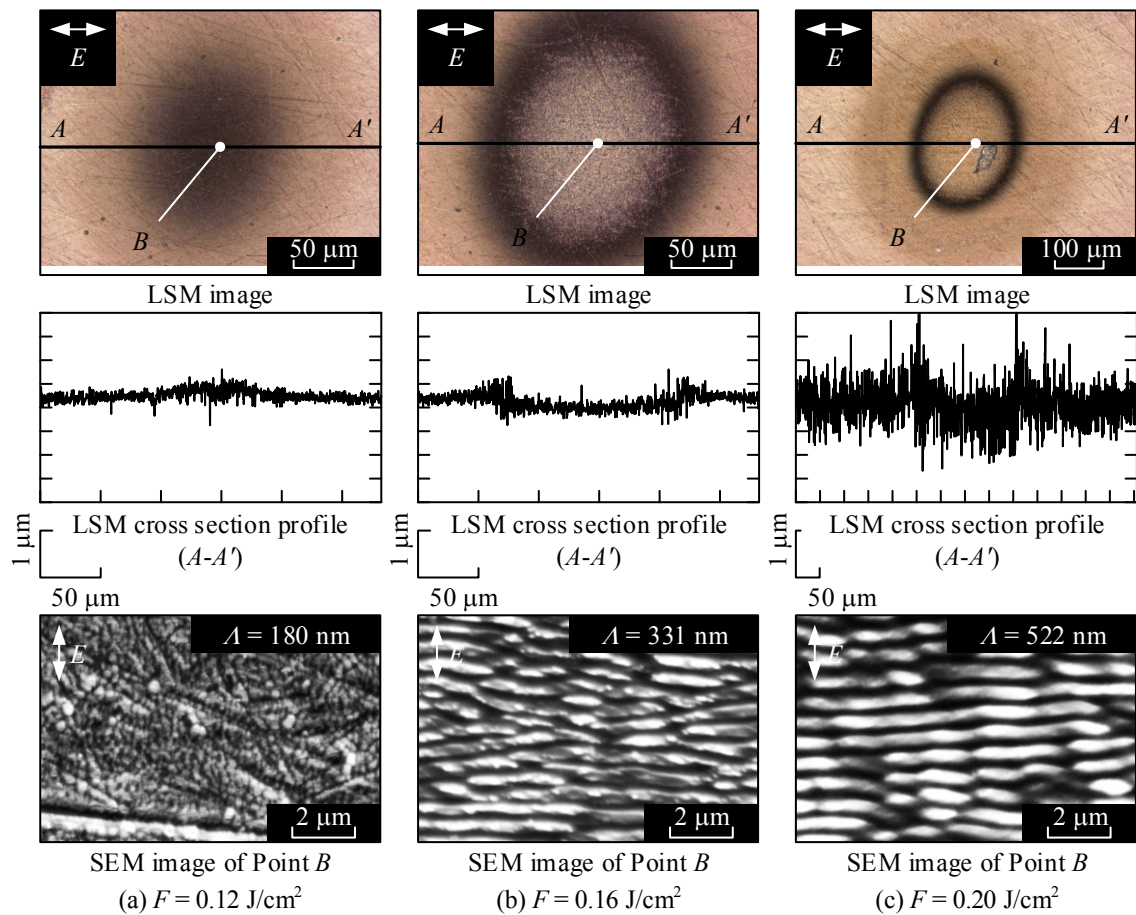 E
A
A'
B
50 μm
LSM image
E
A
A'
B
50 μm
LSM image
E
A
A'
B
100 μm
LSM image
LSM cross section profile
(A-A')
1 μm
50 μm
LSM cross section profile
(A-A')
1 μm
50 μm
LSM cross section profile
(A-A')
1 μm
50 μm
E
Λ = 180 nm
2 μm
SEM image of Point B
(a) F = 0.12 J/cm²
E
Λ = 331 nm
2 μm
SEM image of Point B
(b) F = 0.16 J/cm²
E
Λ = 522 nm
2 μm
SEM image of Point B
(c) F = 0.20 J/cm²